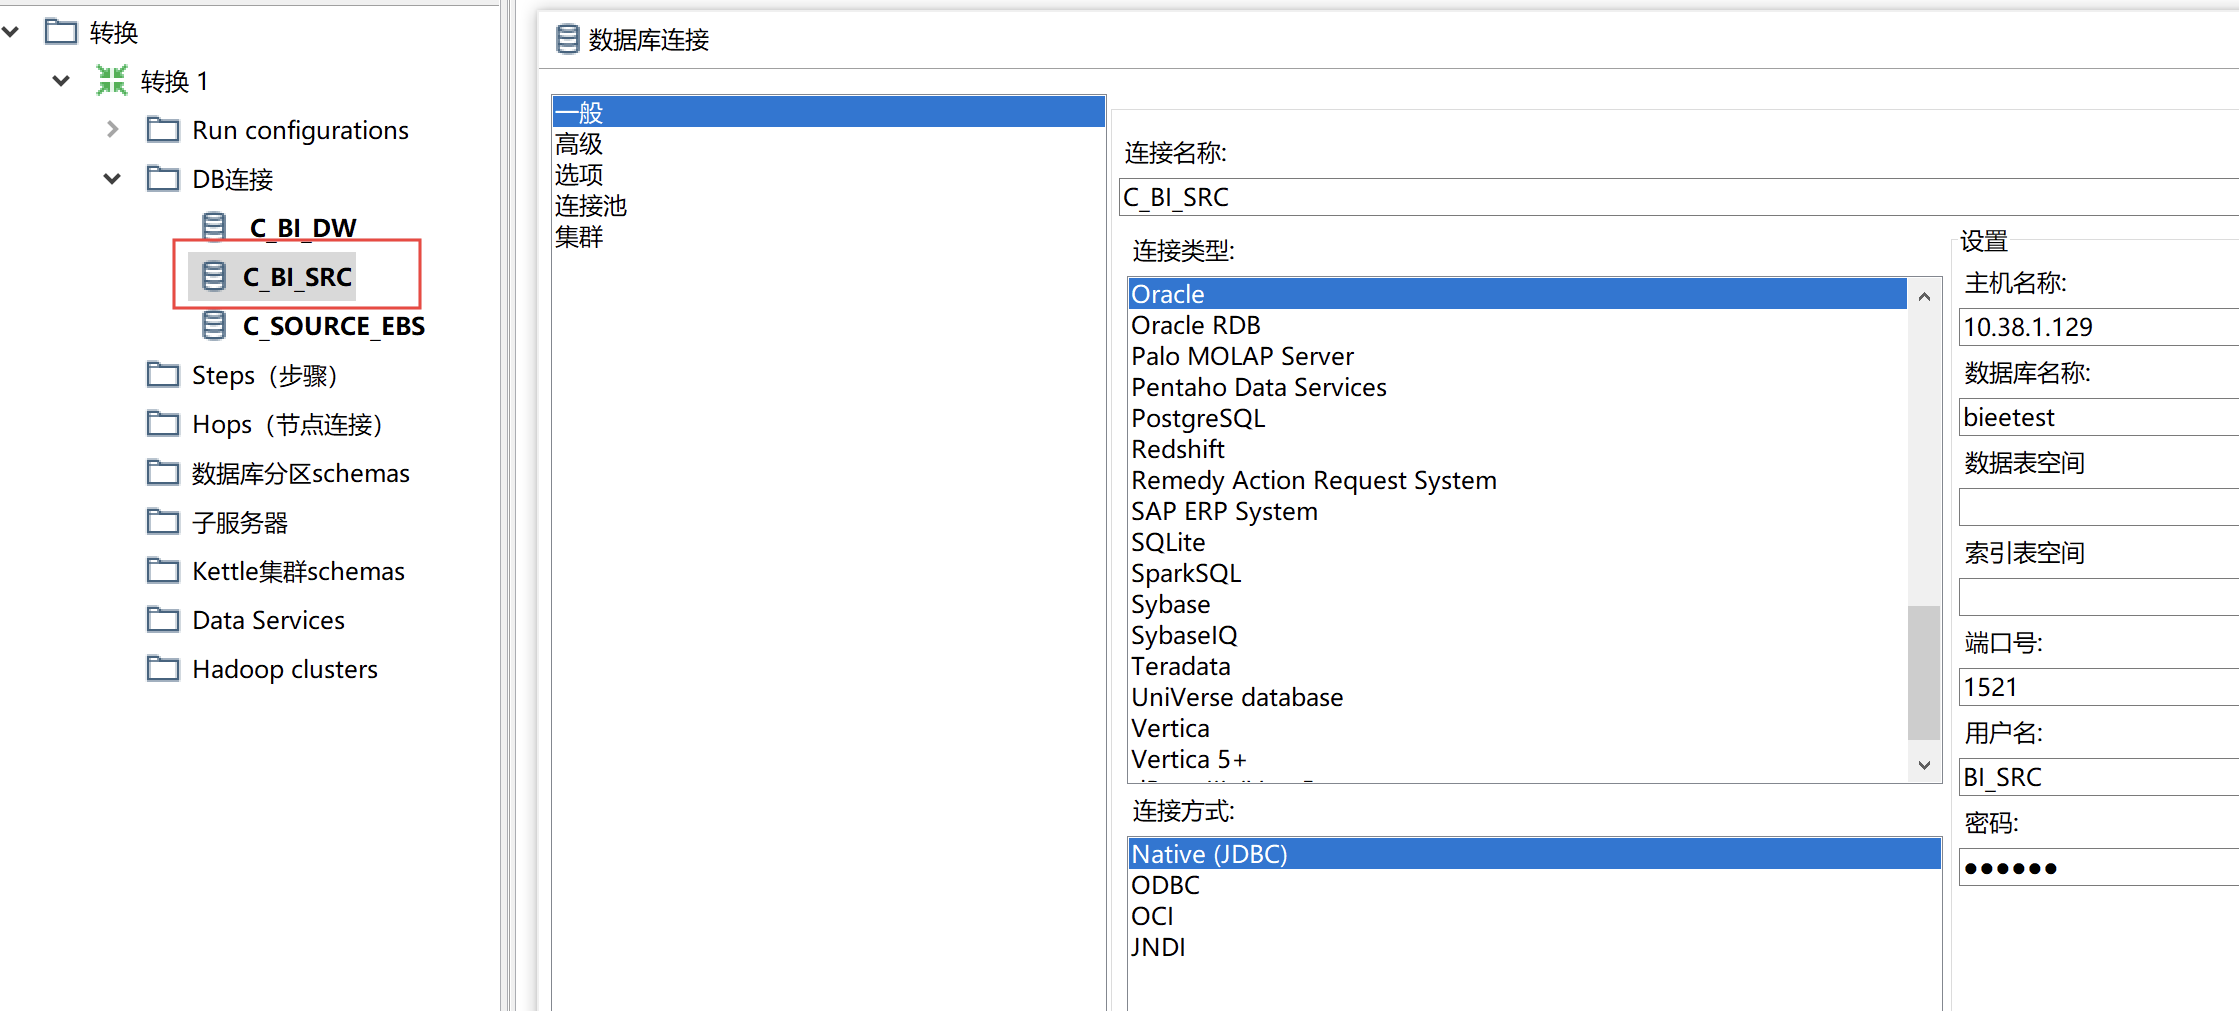 转换
转换 1
Run configurations
DB连接
C_BI_DW
C_BI_SRC
C_SOURCE_EBS
Steps（步骤）
Hops（节点连接）
数据库分区schemas
子服务器
Kettle集群schemas
Data Services
Hadoop clusters
数据库连接
一般
高级
选项
连接池
集群
连接名称:
C_BI_SRC
连接类型:
Oracle
Oracle RDB
Palo MOLAP Server
Pentaho Data Services
PostgreSQL
Redshift
Remedy Action Request System
SAP ERP System
SQLite
SparkSQL
Sybase
SybaseIQ
Teradata
UniVerse database
Vertica
Vertica 5+
连接方式:
Native (JDBC)
ODBC
OCI
JNDI
设置
主机名称:
10.38.1.129
数据库名称:
bieetest
数据表空间
索引表空间
端口号:
1521
用户名:
BI_SRC
密码:
●●●●●●